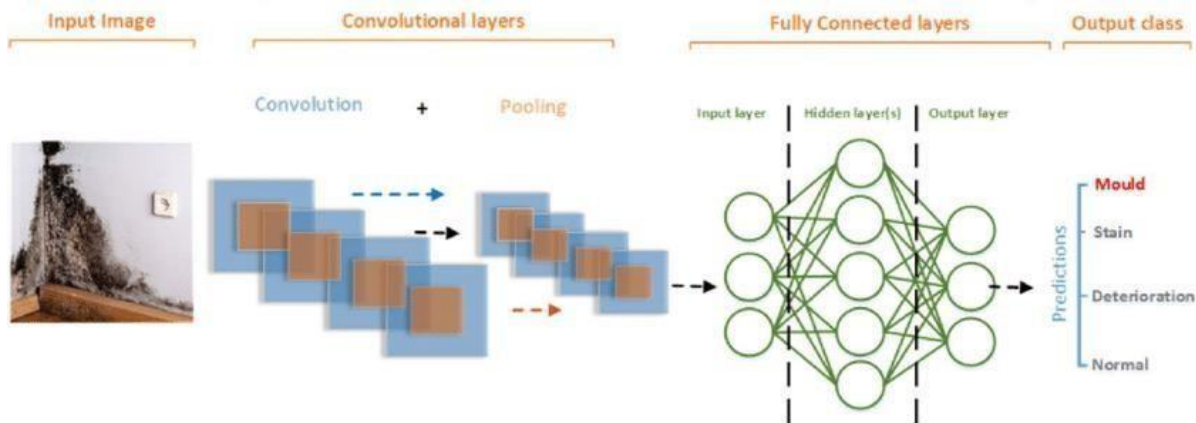 Input Image
Convolutional layers
Fully Connected layers
Output class
Convolution + Pooling
Input layer
Hidden layer(s)
Output layer
Predictions
Mould
Stain
Deterioration
Normal